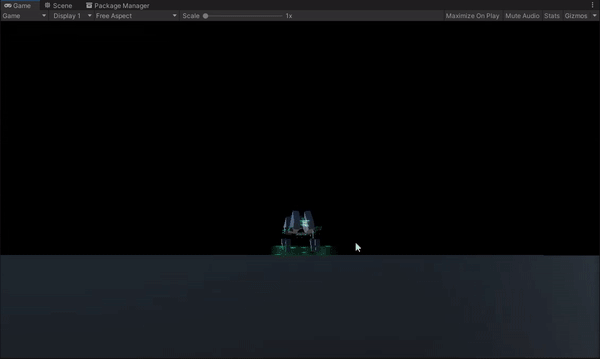 Game Scene Package Manager
Game Display 1 Free Aspect Scale 1x Maximize On Play Mute Audio Stats Gizmos